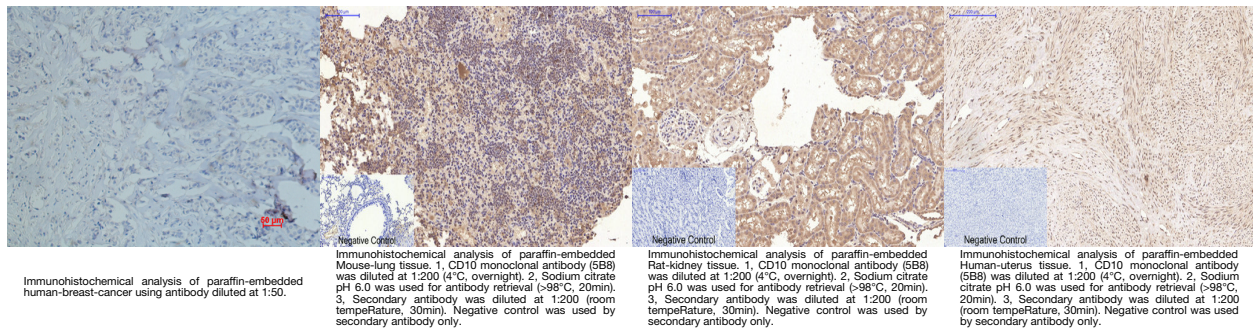 50 μm
Negative Control
Negative Control
Negative Control
Immunohistochemical analysis of paraffin-embedded
human-breast-cancer using antibody diluted at 1:50.
Immunohistochemical analysis of paraffin-embedded
Mouse-lung tissue. 1, CD10 monoclonal antibody (5B8)
was diluted at 1:200 (4°C, overnight). 2, Sodium citrate
pH 6.0 was used for antibody retrieval (>98°C, 20min).
3, Secondary antibody was diluted at 1:200 (room
tempeRature, 30min). Negative control was used by
secondary antibody only.
Immunohistochemical analysis of paraffin-embedded
Rat-kidney tissue. 1, CD10 monoclonal antibody (5B8)
was diluted at 1:200 (4°C, overnight). 2, Sodium citrate
pH 6.0 was used for antibody retrieval (>98°C, 20min).
3, Secondary antibody was diluted at 1:200 (room
tempeRature, 30min). Negative control was used by
secondary antibody only.
Immunohistochemical analysis of paraffin-embedded
Human-uterus tissue. 1, CD10 monoclonal antibody
(5B8) was diluted at 1:200 (4°C, overnight). 2, Sodium
citrate pH 6.0 was used for antibody retrieval (>98°C,
20min). 3, Secondary antibody was diluted at 1:200
(room tempeRature, 30min). Negative control was used
by secondary antibody only.